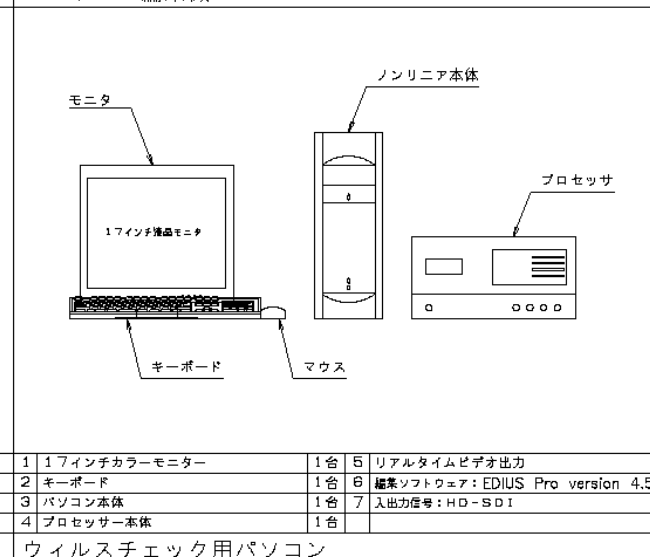 ノンリニア本体
モニタ
プロセッサ
17インチ液晶モニタ
キーボード
マウス
1 17インチカラーモニター 1台 5 リアルタイムビデオ出力
2 キーボード 1台 6 編集ソフトウェア：EDIUS Pro version 4.5
3 パソコン本体 1台 7 入出力信号：HD-SDI
4 プロセッサー本体 1台
ウィルスチェック用パソコン